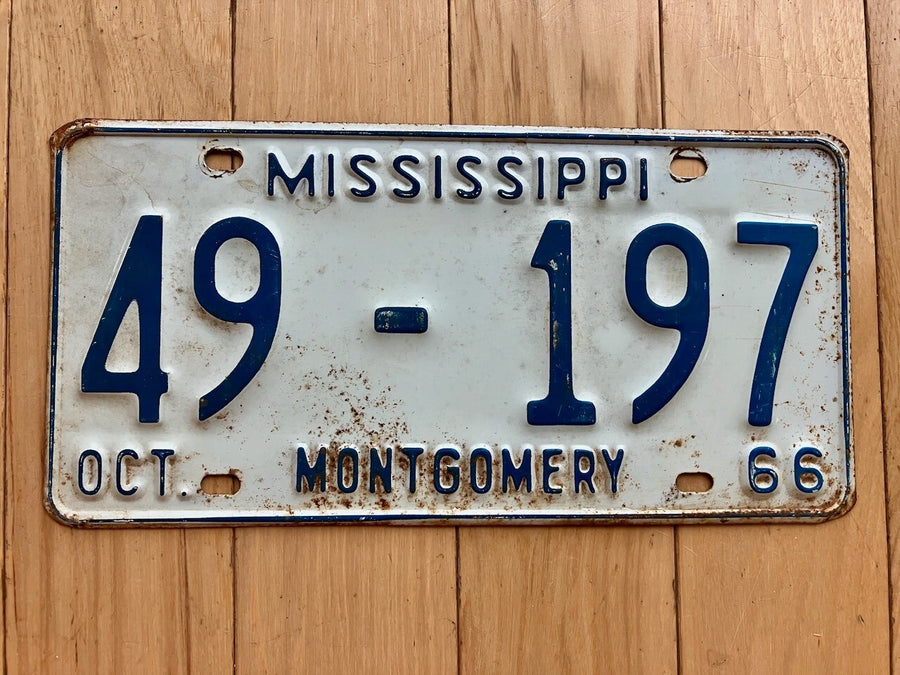 MISSISSIPPI
49 - 197
OCT. MONTGOMERY 66